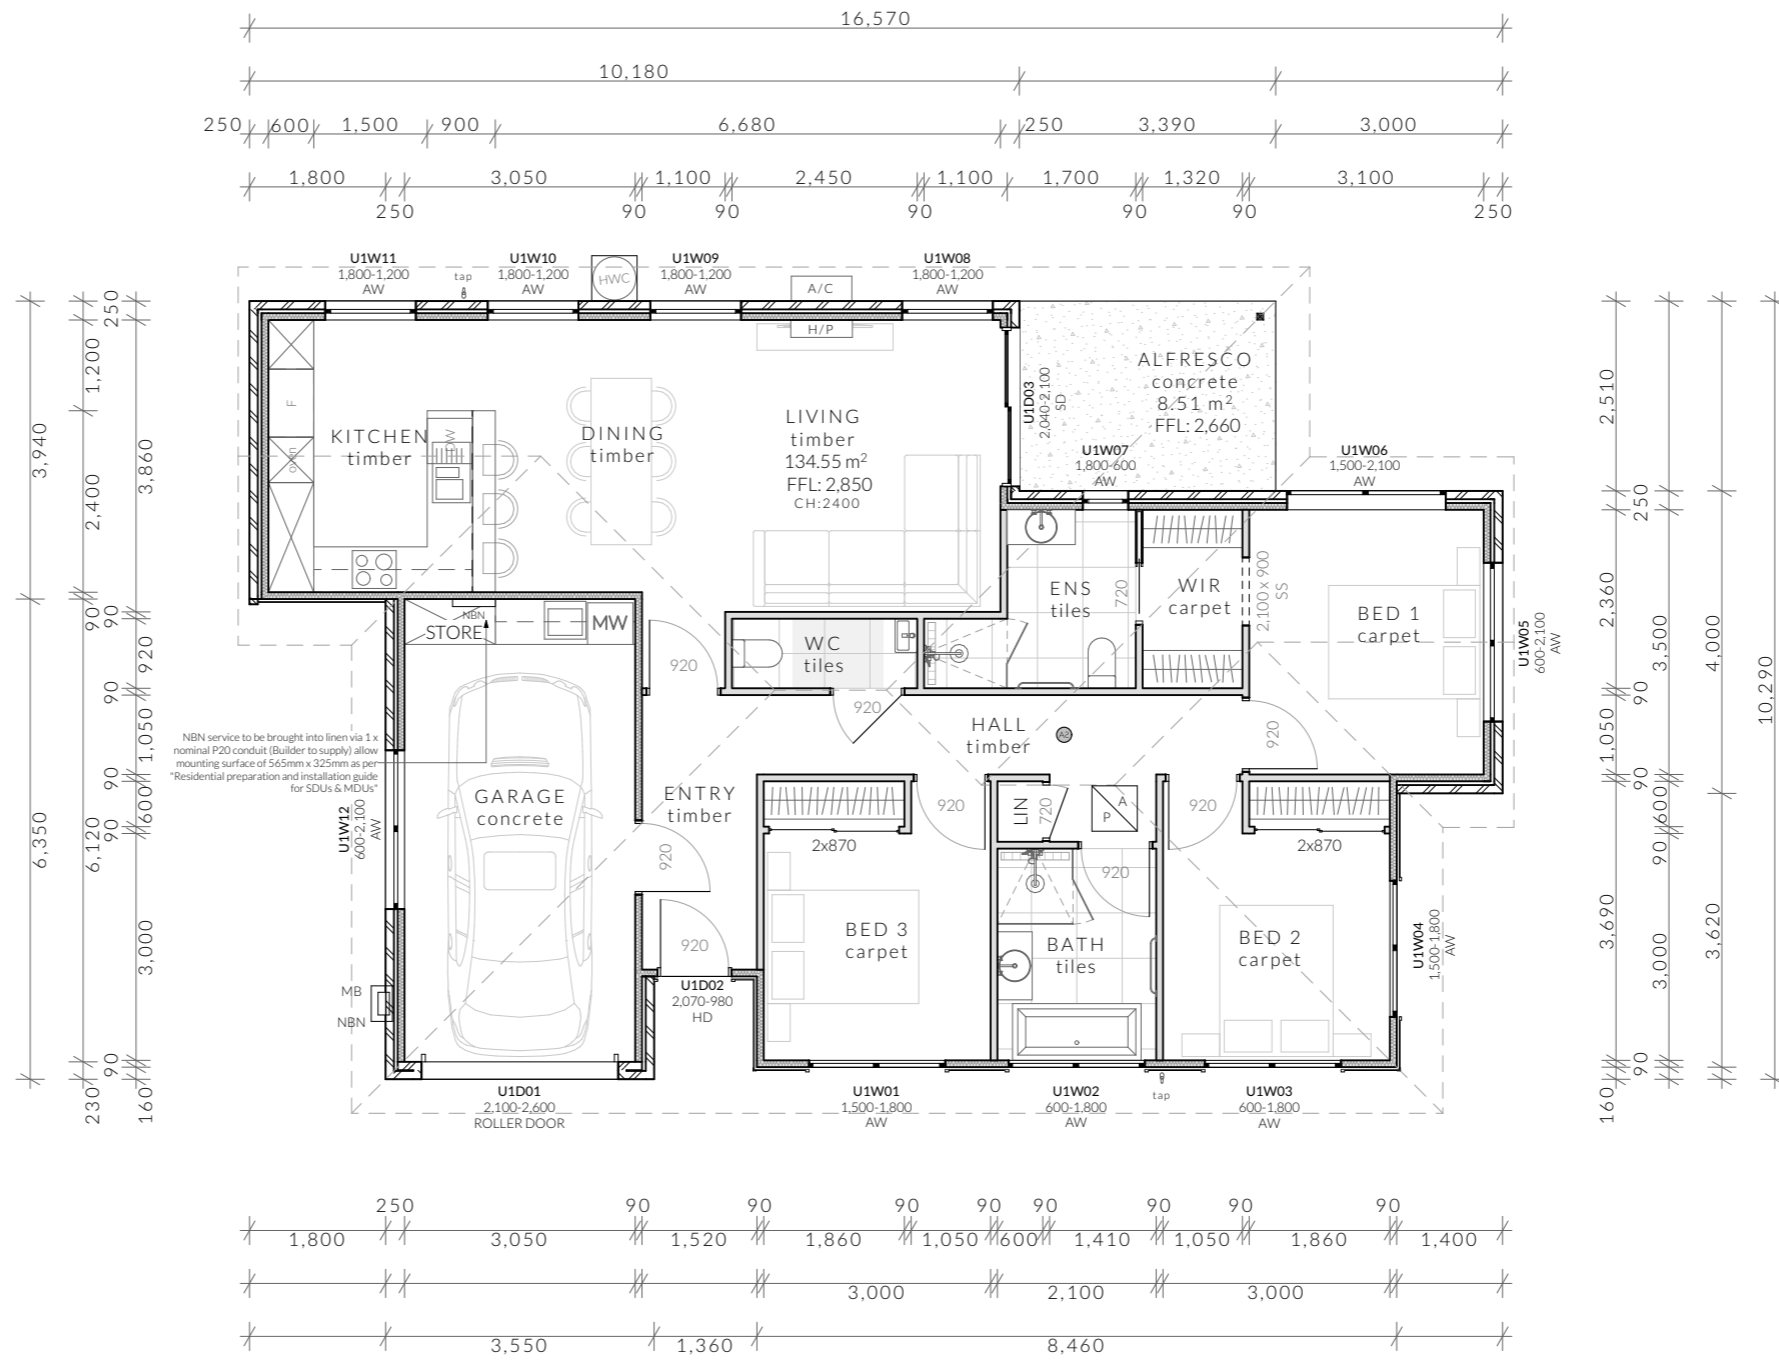 16,570
10,180
250 600 1,500 900 6,680 250 3,390 3,000
1,800 3,050 1,100 2,450 1,100 1,700 1,320 3,100
250 90 90 90 90 90 250
U1W11
1,800-1,200
AW
tap
U1W10
1,800-1,200
AW
HWC
U1W09
1,800-1,200
AW
A/C
H/P
U1W08
1,800-1,200
AW
ALFRESCO
concrete
8.51 m²
FFL: 2,660
U1D03
2,040-2,100
SD
U1W07
1,800-600
AW
U1W06
1,500-2,100
AW
F
oven
DW
KITCHEN
timber
DINING
timber
LIVING
timber
134.55 m²
FFL: 2,850
CH:2400
ENS
tiles
720
WIR
carpet
2,100 x 900
SS
BED 1
carpet
U1W05
600-2,100
AW
NBN
STORE
MW
920
WC
tiles
920
HALL
timber
SA
920
NBN service to be brought into linen via 1 x
nominal P20 conduit (Builder to supply) allow
mounting surface of 565mm x 325mm as per
"Residential preparation and installation guide
for SDUs & MDUs"
U1W12
600-2,100
AW
GARAGE
concrete
ENTRY
timber
920
920
2x870
920
LIN
720
A
P
920
2x870
920
BED 3
carpet
BATH
tiles
BED 2
carpet
U1W04
1,500-1,800
AW
MB
NBN
U1D02
2,070-980
HD
U1D01
2,100-2,600
ROLLER DOOR
U1W01
1,500-1,800
AW
U1W02
600-1,800
AW
tap
U1W03
600-1,800
AW
3,940
6,350
1,200
2,400
90
6,120
230
250
3,860
90
920
90
1,050
90
600
90
3,000
90
160
2,510
2,360
1,050
3,690
160
250
90
90
600
90
90
3,500
3,000
4,000
3,620
10,290
250 90 90 90 90 90 90 90 90
1,800 3,050 1,520 1,860 1,050 600 1,410 1,050 1,860 1,400
3,000 2,100 3,000
3,550 1,360 8,460